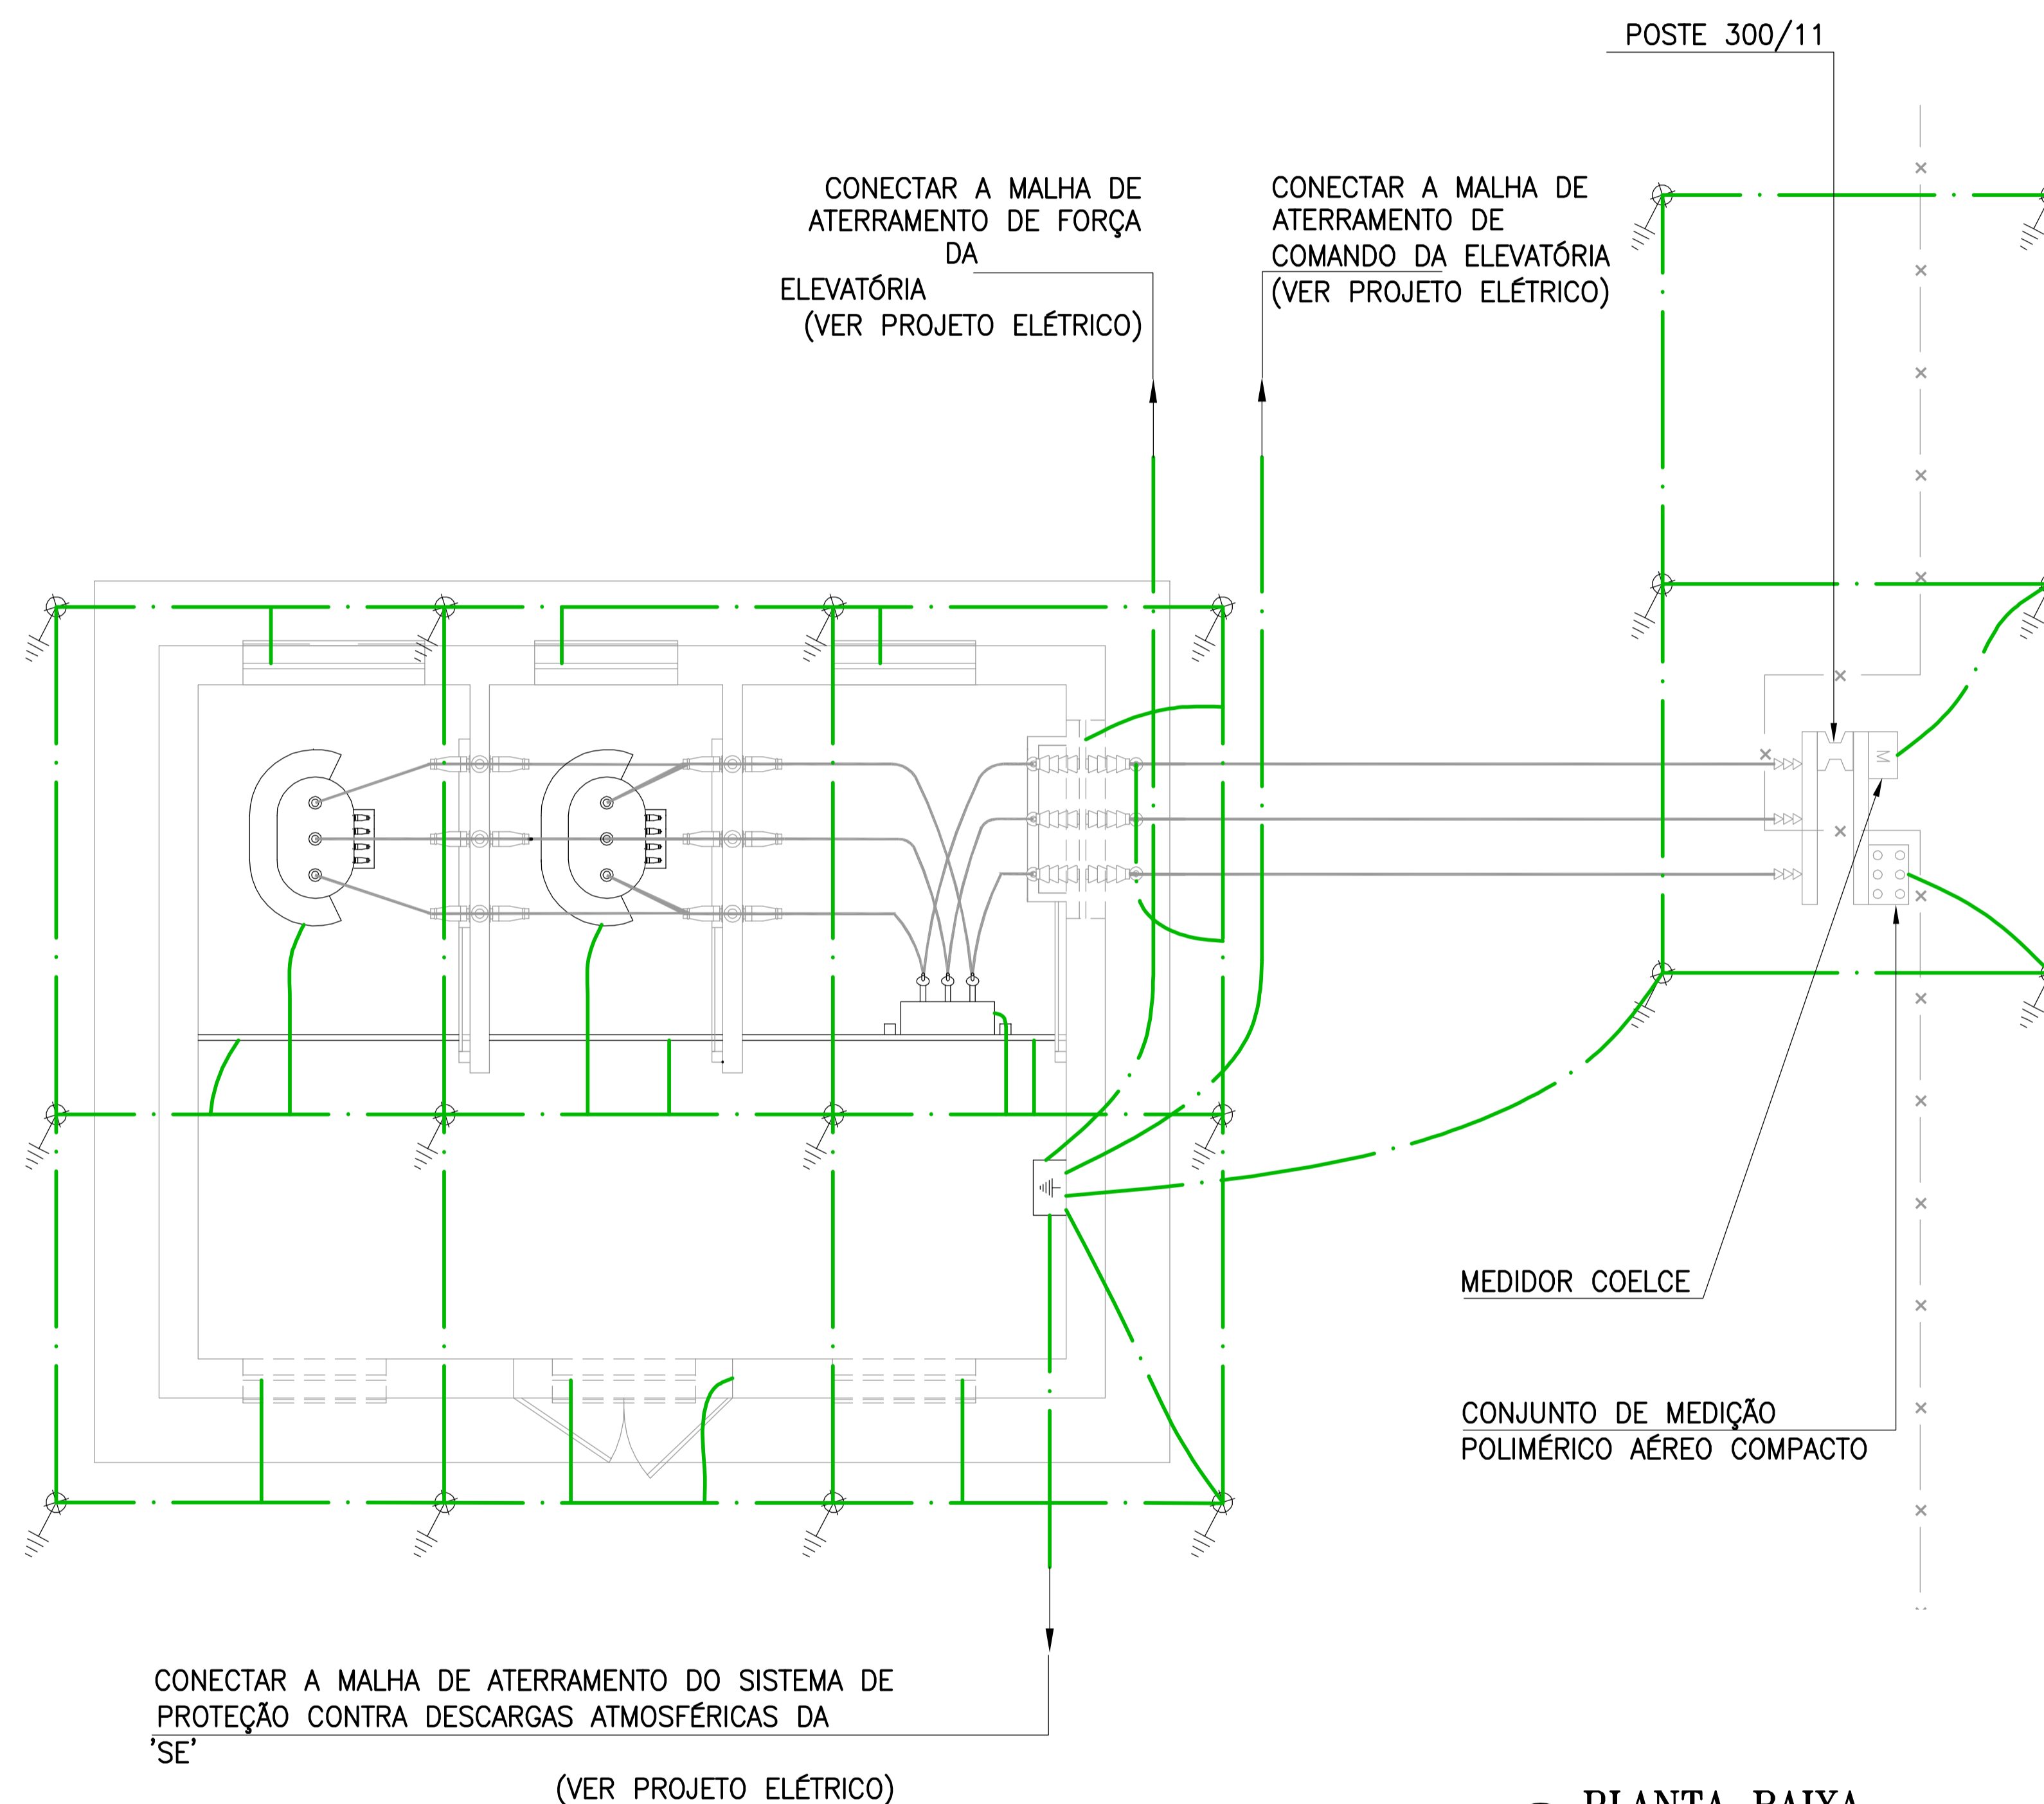 POSTE 300/11
CONECTAR A MALHA DE
ATERRAMENTO DE FORÇA
DA
ELEVATÓRIA
(VER PROJETO ELÉTRICO)
CONECTAR A MALHA DE
ATERRAMENTO DE
COMANDO DA ELEVATÓRIA
(VER PROJETO ELÉTRICO)
M
MEDIDOR COELCE
CONJUNTO DE MEDIÇÃO
POLIMÉRICO AÉREO COMPACTO
CONECTAR A MALHA DE ATERRAMENTO DO SISTEMA DE
PROTEÇÃO CONTRA DESCARGAS ATMOSFÉRICAS DA
'SE'
(VER PROJETO ELÉTRICO)
PLANTA BAIXA